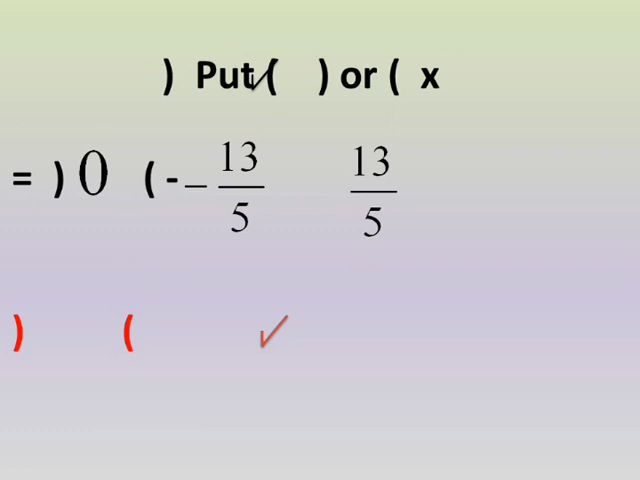 ) Put ✓ ( ) or ( x
= ) 0 ( - – 13/5 13/5
) ( ✓